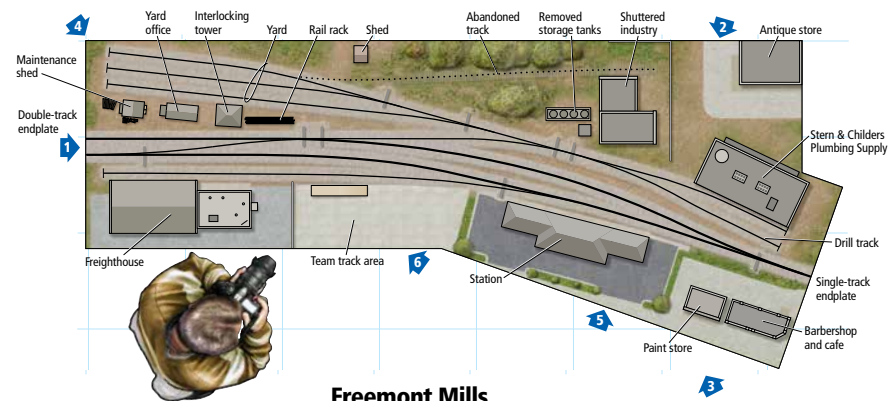 4
Yard
office
Interlocking
tower
Yard
Rail rack
Shed
Abandoned
track
Removed
storage tanks
Shuttered
industry
2
Antique store
Maintenance
shed
Double-track
endplate
1
Stern & Childers
Plumbing Supply
Freighthouse
Team track area
6
Station
Drill track
Single-track
endplate
5
Paint store
Barbershop
and cafe
3
Freemont Mills